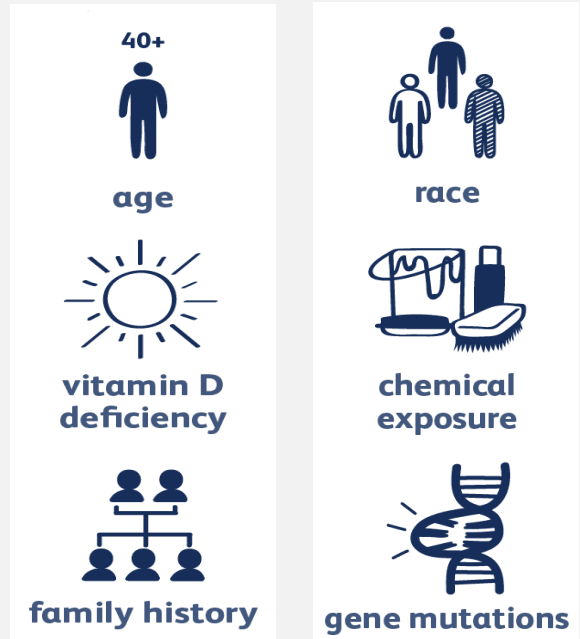 40+
age
race
vitamin D
deficiency
chemical
exposure
family history
gene mutations